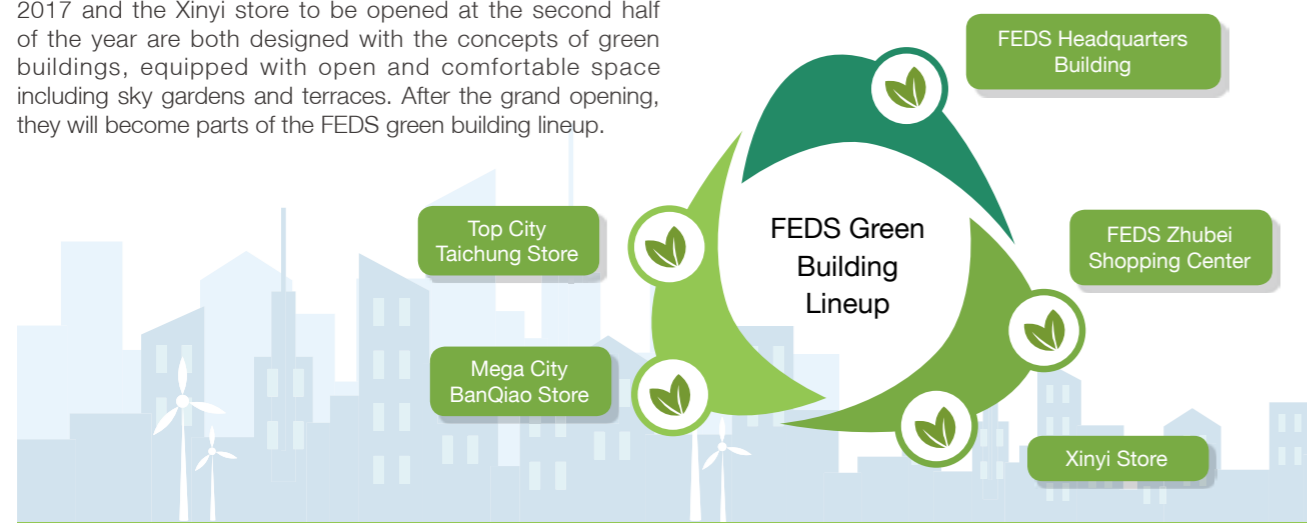 2017 and the Xinyi store to be opened at the second half
of the year are both designed with the concepts of green
buildings, equipped with open and comfortable space
including sky gardens and terraces. After the grand opening,
they will become parts of the FEDS green building lineup.
FEDS Headquarters
Building
Top City
Taichung Store
FEDS Green
Building
Lineup
FEDS Zhubei
Shopping Center
Mega City
BanQiao Store
Xinyi Store